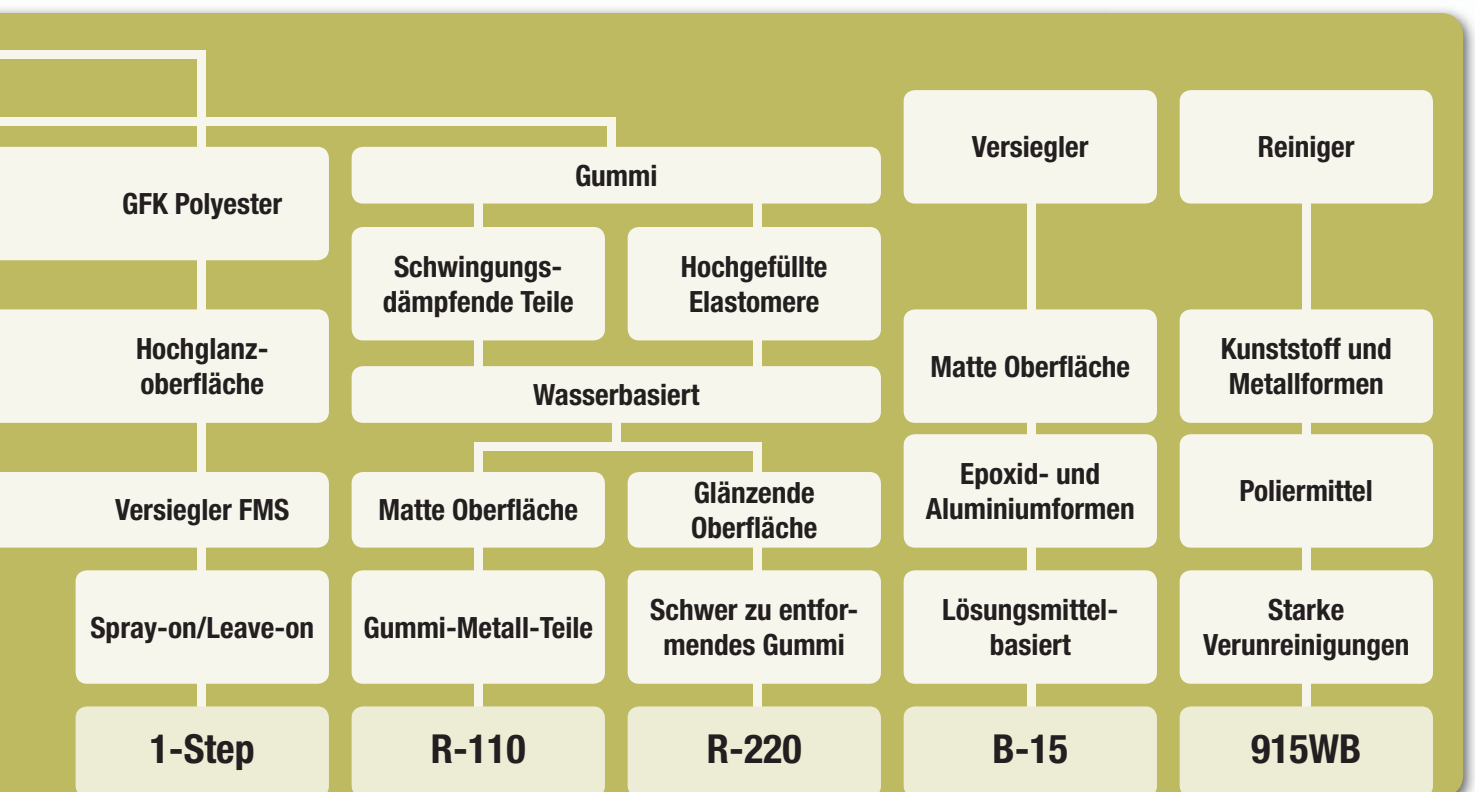 Versiegler
Reiniger
GFK Polyester
Gummi
Schwingungs-
dämpfende Teile
Hochgefüllte
Elastomere
Hochglanz-
oberfläche
Wasserbasiert
Matte Oberfläche
Kunststoff und
Metallformen
Versiegler FMS
Matte Oberfläche
Glänzende
Oberfläche
Epoxid- und
Aluminiumformen
Poliermittel
Spray-on/Leave-on
Gummi-Metall-Teile
Schwer zu entfor-
mendes Gummi
Lösungsmittel-
basiert
Starke
Verunreinigungen
1-Step
R-110
R-220
B-15
915WB